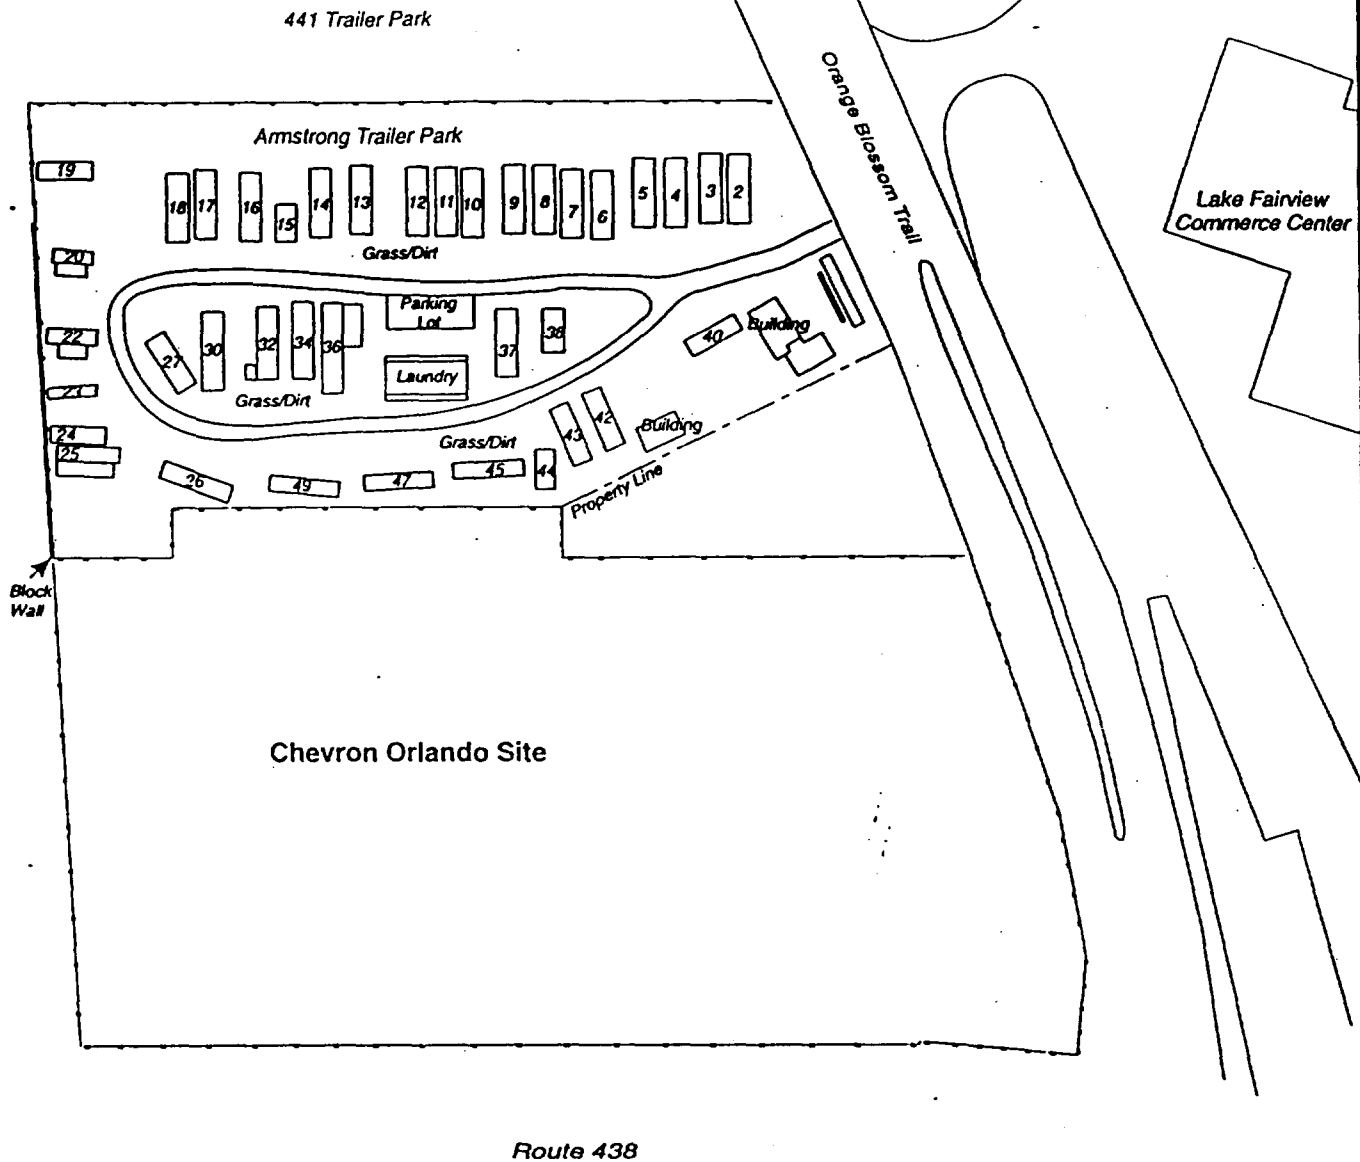 441 Trailer Park
Orange Blossom Trail
Armstrong Trailer Park
Lake Fairview
Commerce Center
19
18
17
16
15
14
13
12
11
10
9
8
7
6
5
4
3
2
Grass/Dirt
20
22
23
24
25
27
30
32
34
36
Parking
Lot
Laundry
37
38
40
Building
Grass/Dirt
Grass/Dirt
43
42
Building
26
49
47
45
44
Property Line
Block
Wall
Chevron Orlando Site
Route 438